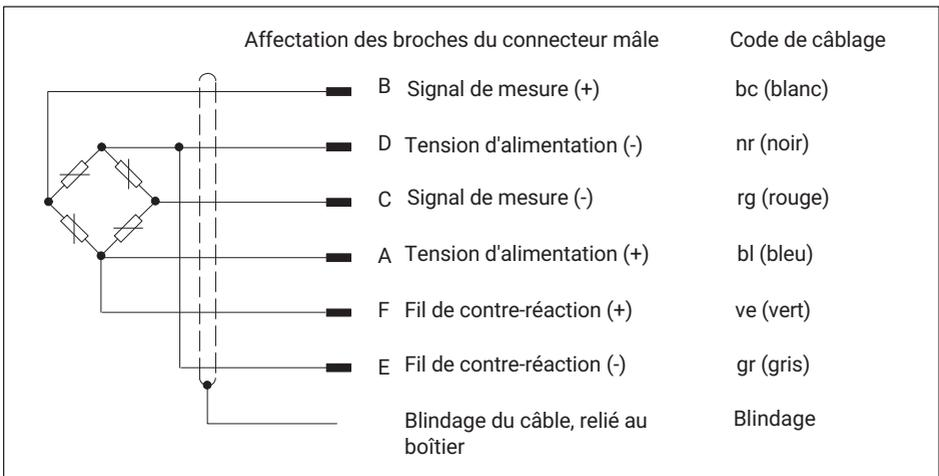 Affectation des broches du connecteur mâle Code de câblage
B Signal de mesure (+) bc (blanc)
D Tension d'alimentation (-) nr (noir)
C Signal de mesure (-) rg (rouge)
A Tension d'alimentation (+) bl (bleu)
F Fil de contre-réaction (+) ve (vert)
E Fil de contre-réaction (-) gr (gris)
Blindage du câble, relié au Blindage
boîtier